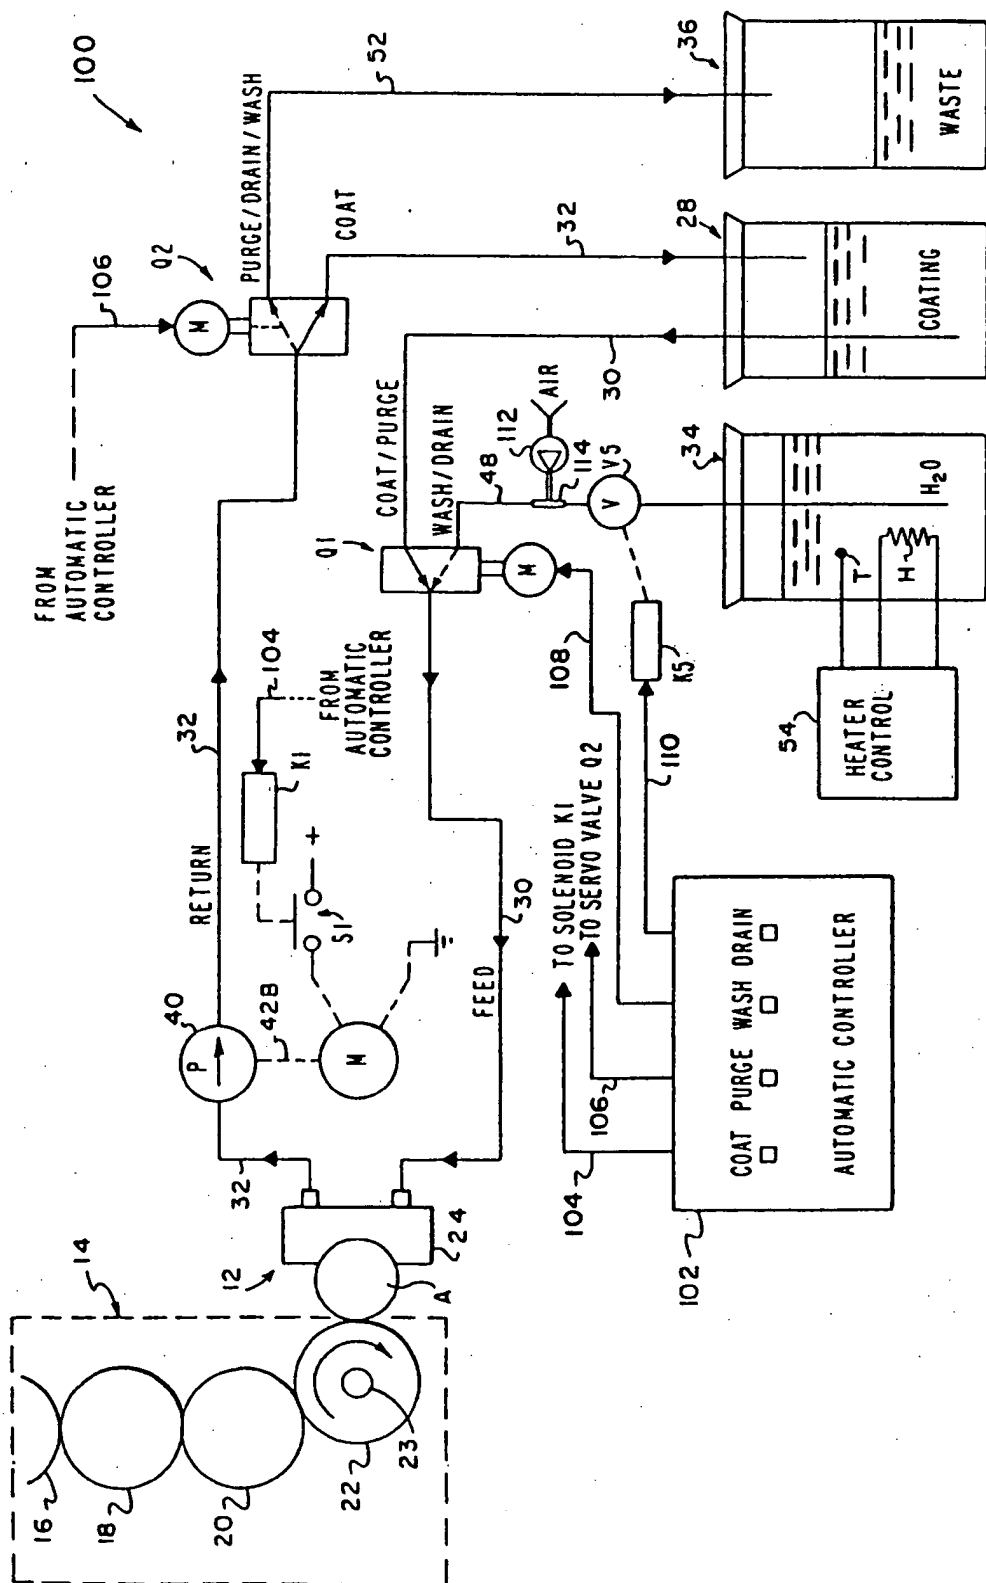 100
52
PURGE/DRAIN/WASH
36
WASTE
COAT
Q2
M
106
32
28
COATING
FROM
AUTOMATIC
CONTROLLER
30
COAT/PURGE
WASH/DRAIN
AIR
112
114
48
V5
V
34
H2O
T
H
Q1
M
108
K5
54
HEATER
CONTROL
32
104
FROM
AUTOMATIC
CONTROLLER
K1
RETURN
+
S1
30
FEED
110
TO SOLENOID K1
TO SERVO VALVE Q2
40
P
42B
M
106
104
COAT PURGE WASH DRAIN
AUTOMATIC CONTROLLER
102
32
24
12
A
14
16
18
20
22
23